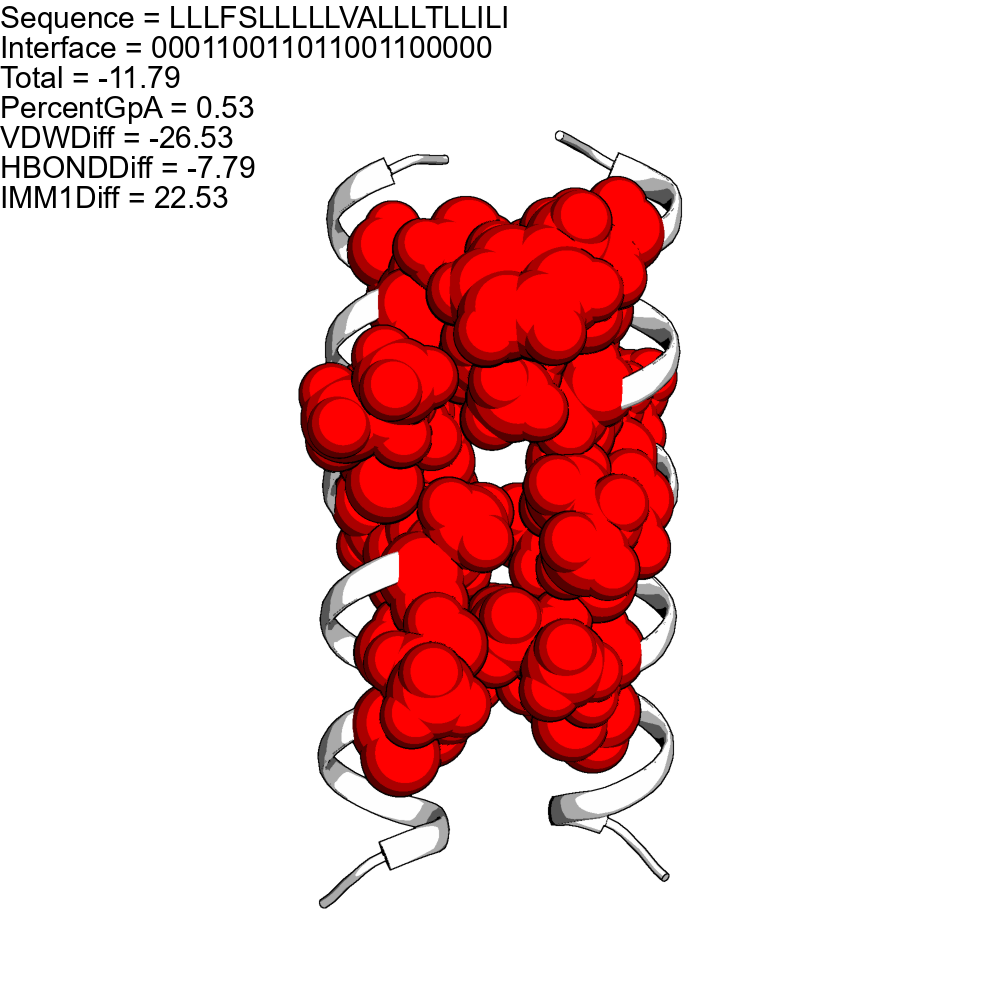 Sequence = LLLFSLLLLLVALLLTLLILI
Interface = 000110011011001100000
Total = -11.79
PercentGpA = 0.53
VDWDiff = -26.53
HBONDDiff = -7.79
IMM1Diff = 22.53